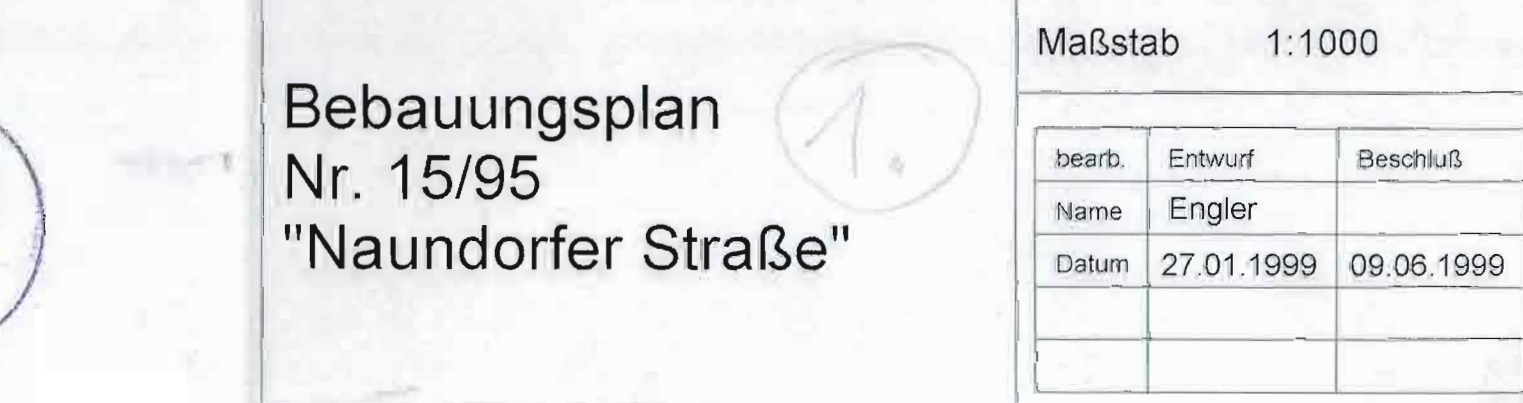 Bebauungsplan
Nr. 15/95
"Naundorfer Straße"
1.
Maßstab 1:1000
bearb. Entwurf Beschluß
Name Engler
Datum 27.01.1999 09.06.1999